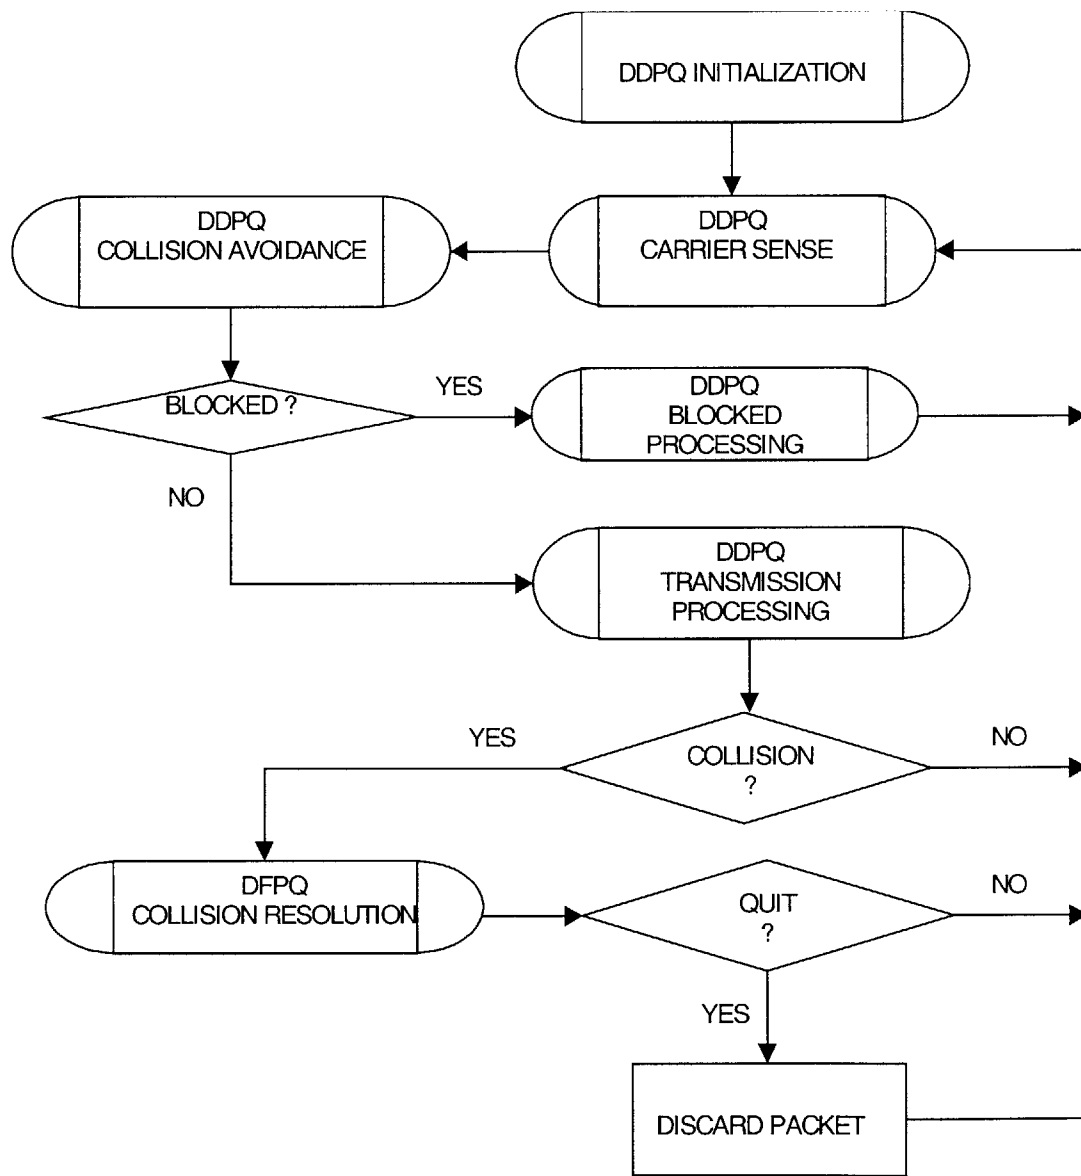 DDPQ INITIALIZATION
DDPQ
COLLISION AVOIDANCE
DDPQ
CARRIER SENSE
BLOCKED ?
YES
DDPQ
BLOCKED
PROCESSING
NO
DDPQ
TRANSMISSION
PROCESSING
YES
COLLISION
?
NO
DFPQ
COLLISION RESOLUTION
QUIT
?
NO
YES
DISCARD PACKET